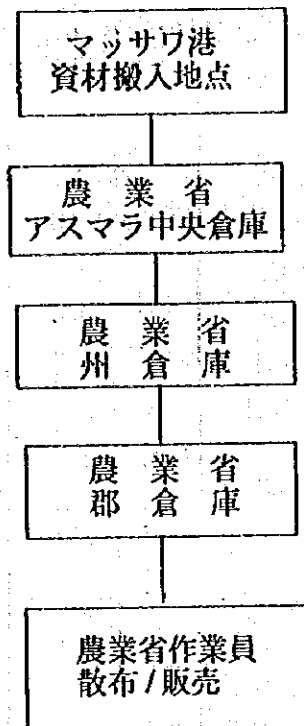 マッサワ港
資材搬入地点
農業省
アスマラ中央倉庫
農業省
州倉庫
農業省
郡倉庫
農業省作業員
散布/販売